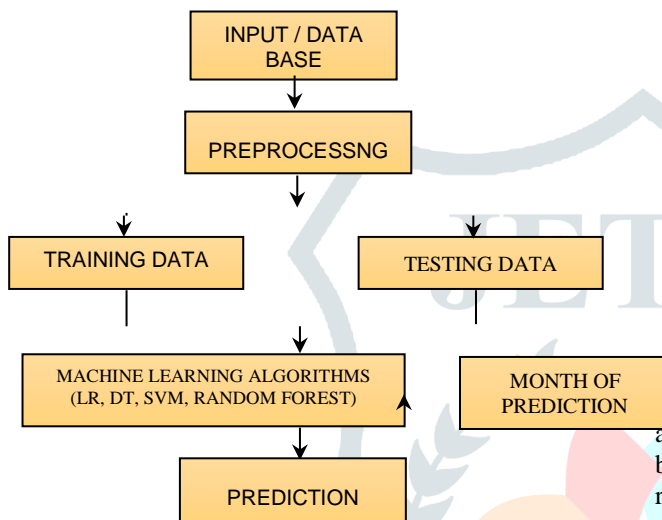 INPUT / DATA
BASE
PREPROCESSNG
TRAINING DATA
TESTING DATA
MACHINE LEARNING ALGORITHMS
(LR, DT, SVM, RANDOM FOREST)
MONTH OF
PREDICTION
PREDICTION
JET